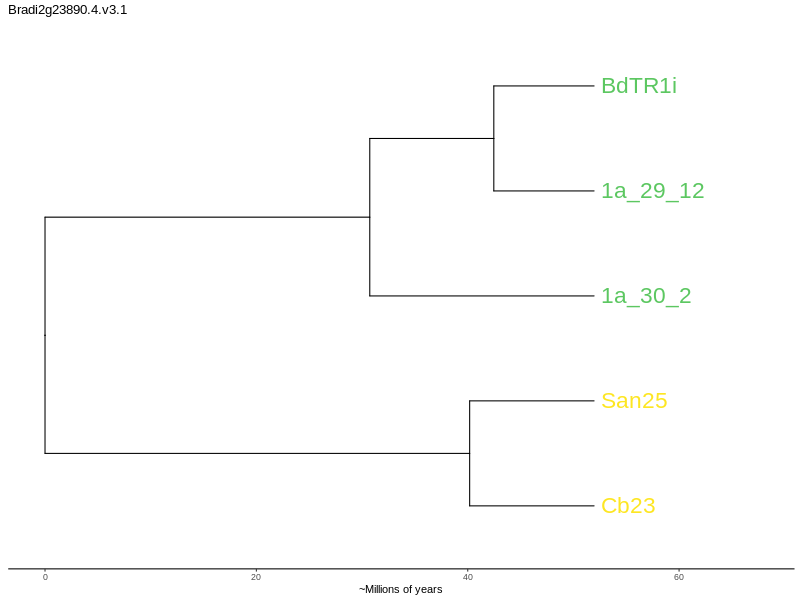 Bradi2g23890.4.v3.1
BdTR1i
1a_29_12
1a_30_2
San25
Cb23
0 20 40 60
~Millions of years